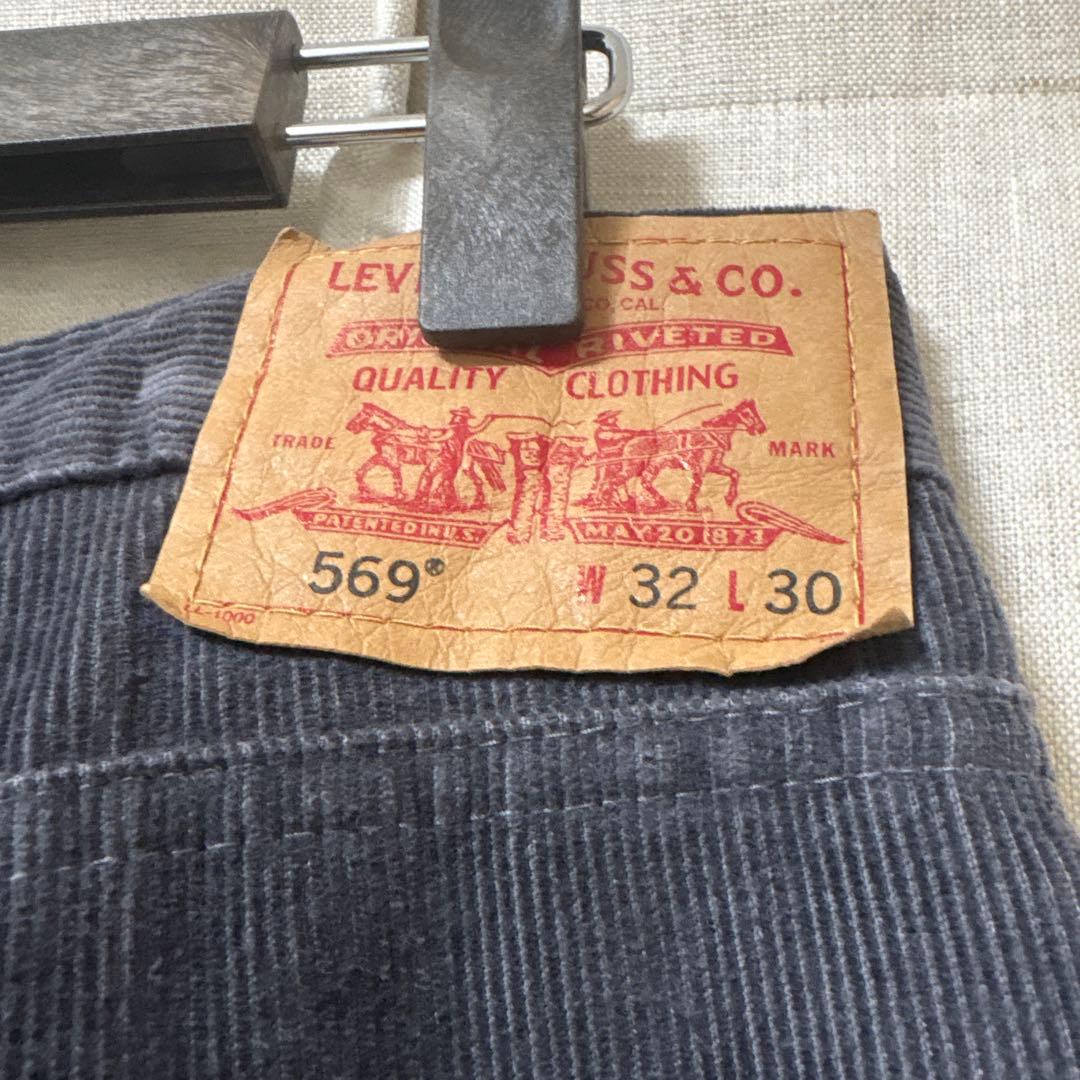 LEV USS & CO.
CO. CAL
RIVETED
QUALITY CLOTHING
TRADE MARK
PATENTED IN U.S. MAY 20 1873
569® W 32 L 30